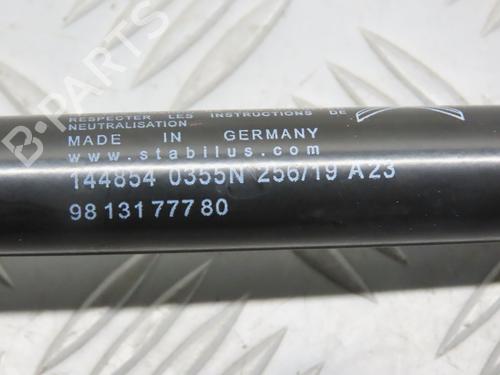 B-PARTS
RESPECTER LES INSTRUCTIONS DE
NEUTRALISATION
MADE IN GERMANY
www.stabilus.com
144854 0355N 256/19 A23
98 131 777 80